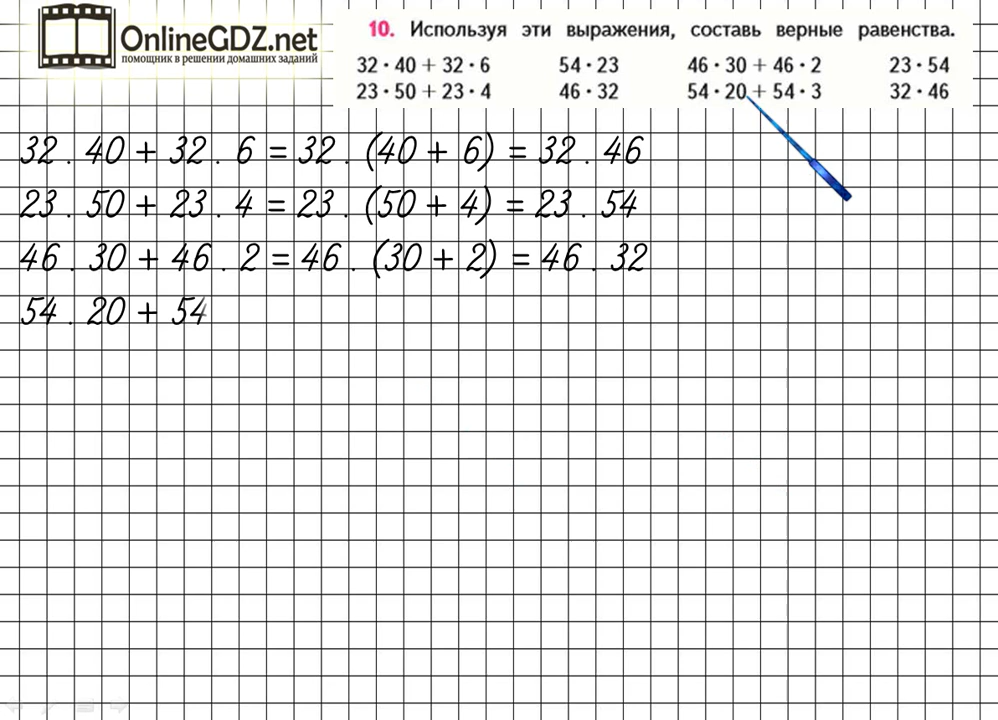 OnlineGDZ.net
помощник в решении домашних заданий
10. Используя эти выражения, составь верные равенства.
32 · 40 + 32 · 6 54 · 23 46 · 30 + 46 · 2 23 · 54
23 · 50 + 23 · 4 46 · 32 54 · 20 + 54 · 3 32 · 46
32 . 40 + 32 . 6 = 32 . (40 + 6) = 32 . 46
23 . 50 + 23 . 4 = 23 . (50 + 4) = 23 . 54
46 . 30 + 46 . 2 = 46 . (30 + 2) = 46 . 32
54 . 20 + 54